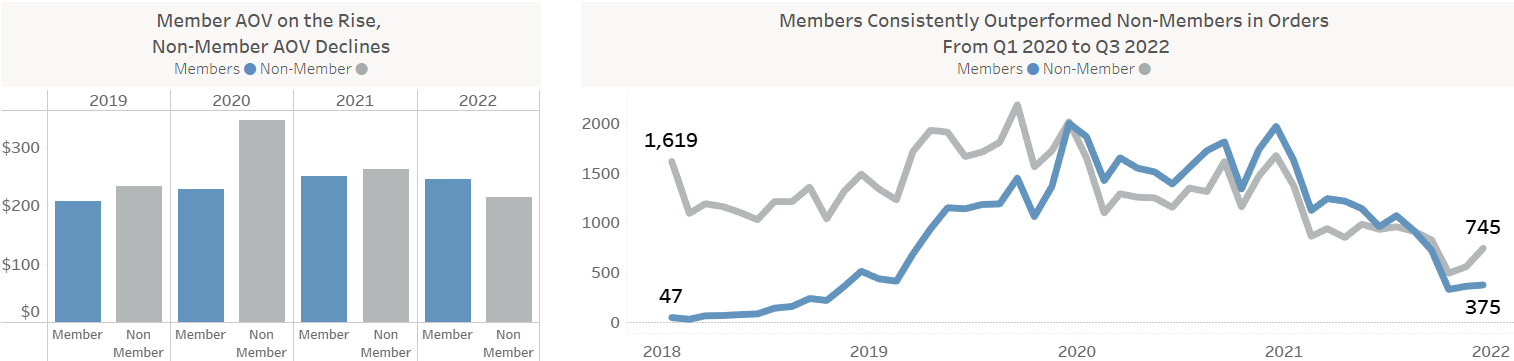 Member AOV on the Rise,
Non-Member AOV Declines
Members Non-Member
2019 2020 2021 2022
$300
$200
$100
$0
Member Non Member Member Non Member Member Non Member Member Non Member
Members Consistently Outperformed Non-Members in Orders
From Q1 2020 to Q3 2022
Members Non-Member
2000
1500
1000
500
0
1,619
47
745
375
2018 2019 2020 2021 2022